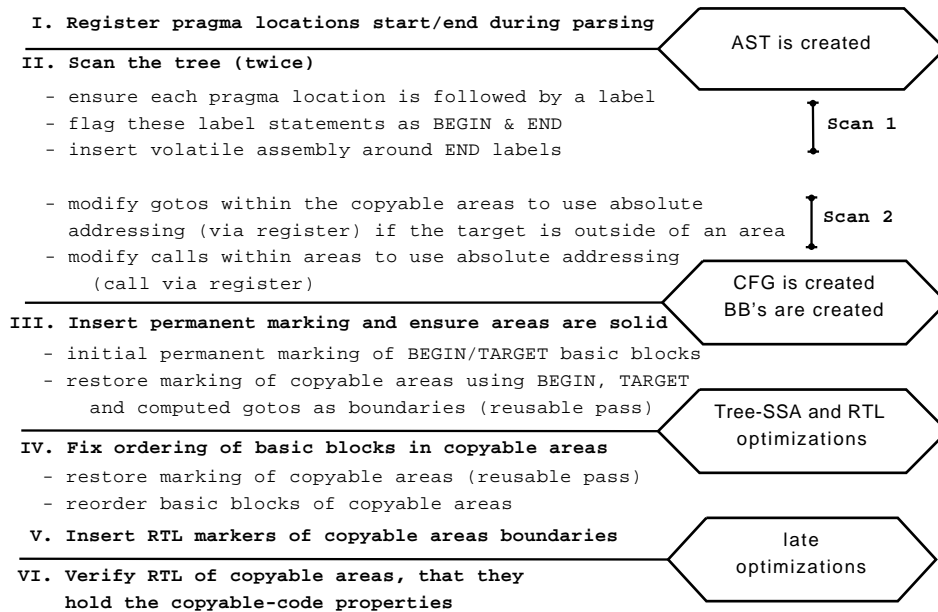 I. Register pragma locations start/end during parsing
AST is created
II. Scan the tree (twice)
- ensure each pragma location is followed by a label
- flag these label statements as BEGIN & END
Scan 1
- insert volatile assembly around END labels
- modify gotos within the copyable areas to use absolute
Scan 2
addressing (via register) if the target is outside of an area
- modify calls within areas to use absolute addressing
(call via register)
CFG is created
BB's are created
III. Insert permanent marking and ensure areas are solid
- initial permanent marking of BEGIN/TARGET basic blocks
- restore marking of copyable areas using BEGIN, TARGET
and computed gotos as boundaries (reusable pass)
Tree-SSA and RTL
optimizations
IV. Fix ordering of basic blocks in copyable areas
- restore marking of copyable areas (reusable pass)
- reorder basic blocks of copyable areas
V. Insert RTL markers of copyable areas boundaries
late
optimizations
VI. Verify RTL of copyable areas, that they
hold the copyable-code properties